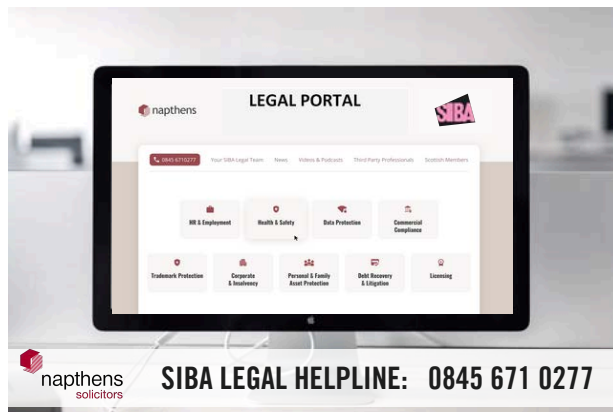 napthens
LEGAL PORTAL
SIBA
0845 6710277 Your SIBA Legal Team News Videos & Podcasts Third Party Professionals Scottish Members
HR & Employment
Health & Safety
Data Protection
Commercial
Compliance
Trademark Protection
Corporate
& Insolvency
Personal & Family
Asset Protection
Debt Recovery
& Litigation
Licensing
napthens
solicitors
SIBA LEGAL HELPLINE: 0845 671 0277